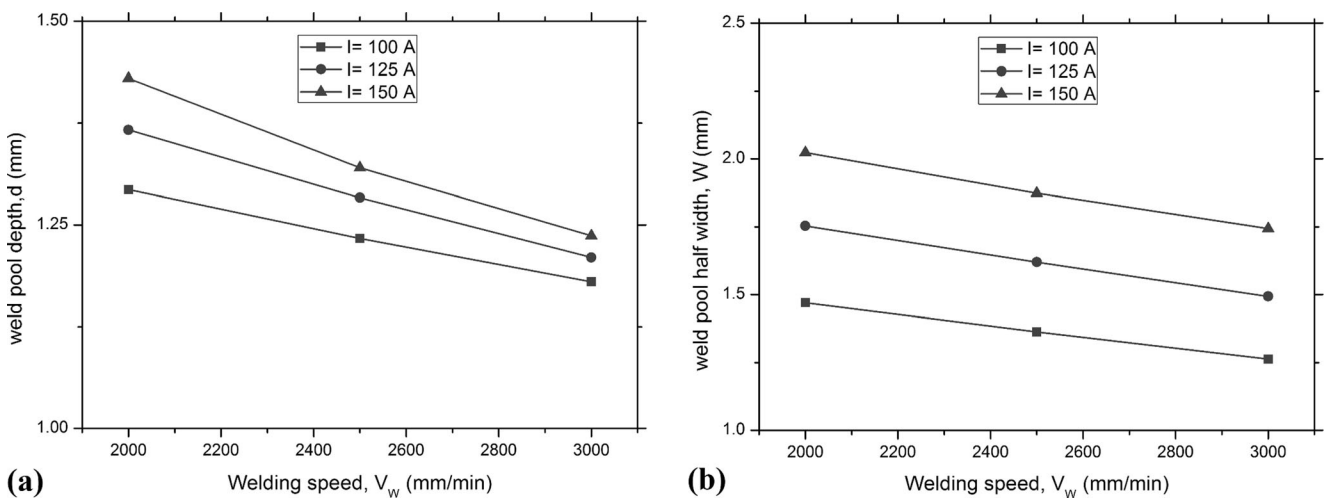 1.50
1.25
1.00
weld pool depth,d (mm)
I= 100 A
I= 125 A
I= 150 A
2000 2200 2400 2600 2800 3000
Welding speed, V_W (mm/min)
(a)
2.5
2.0
1.5
1.0
weld pool half width, W (mm)
I= 100 A
I= 125 A
I= 150 A
2000 2200 2400 2600 2800 3000
Welding speed, V_W (mm/min)
(b)